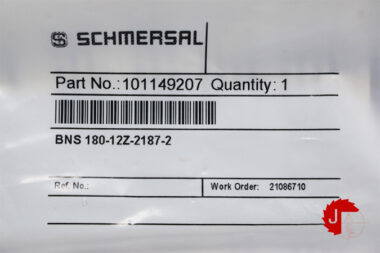 SCHMERSAL
Part No.:101149207 Quantity: 1
BNS 180-12Z-2187-2
Ref. No.: Work Order: 21086710
J